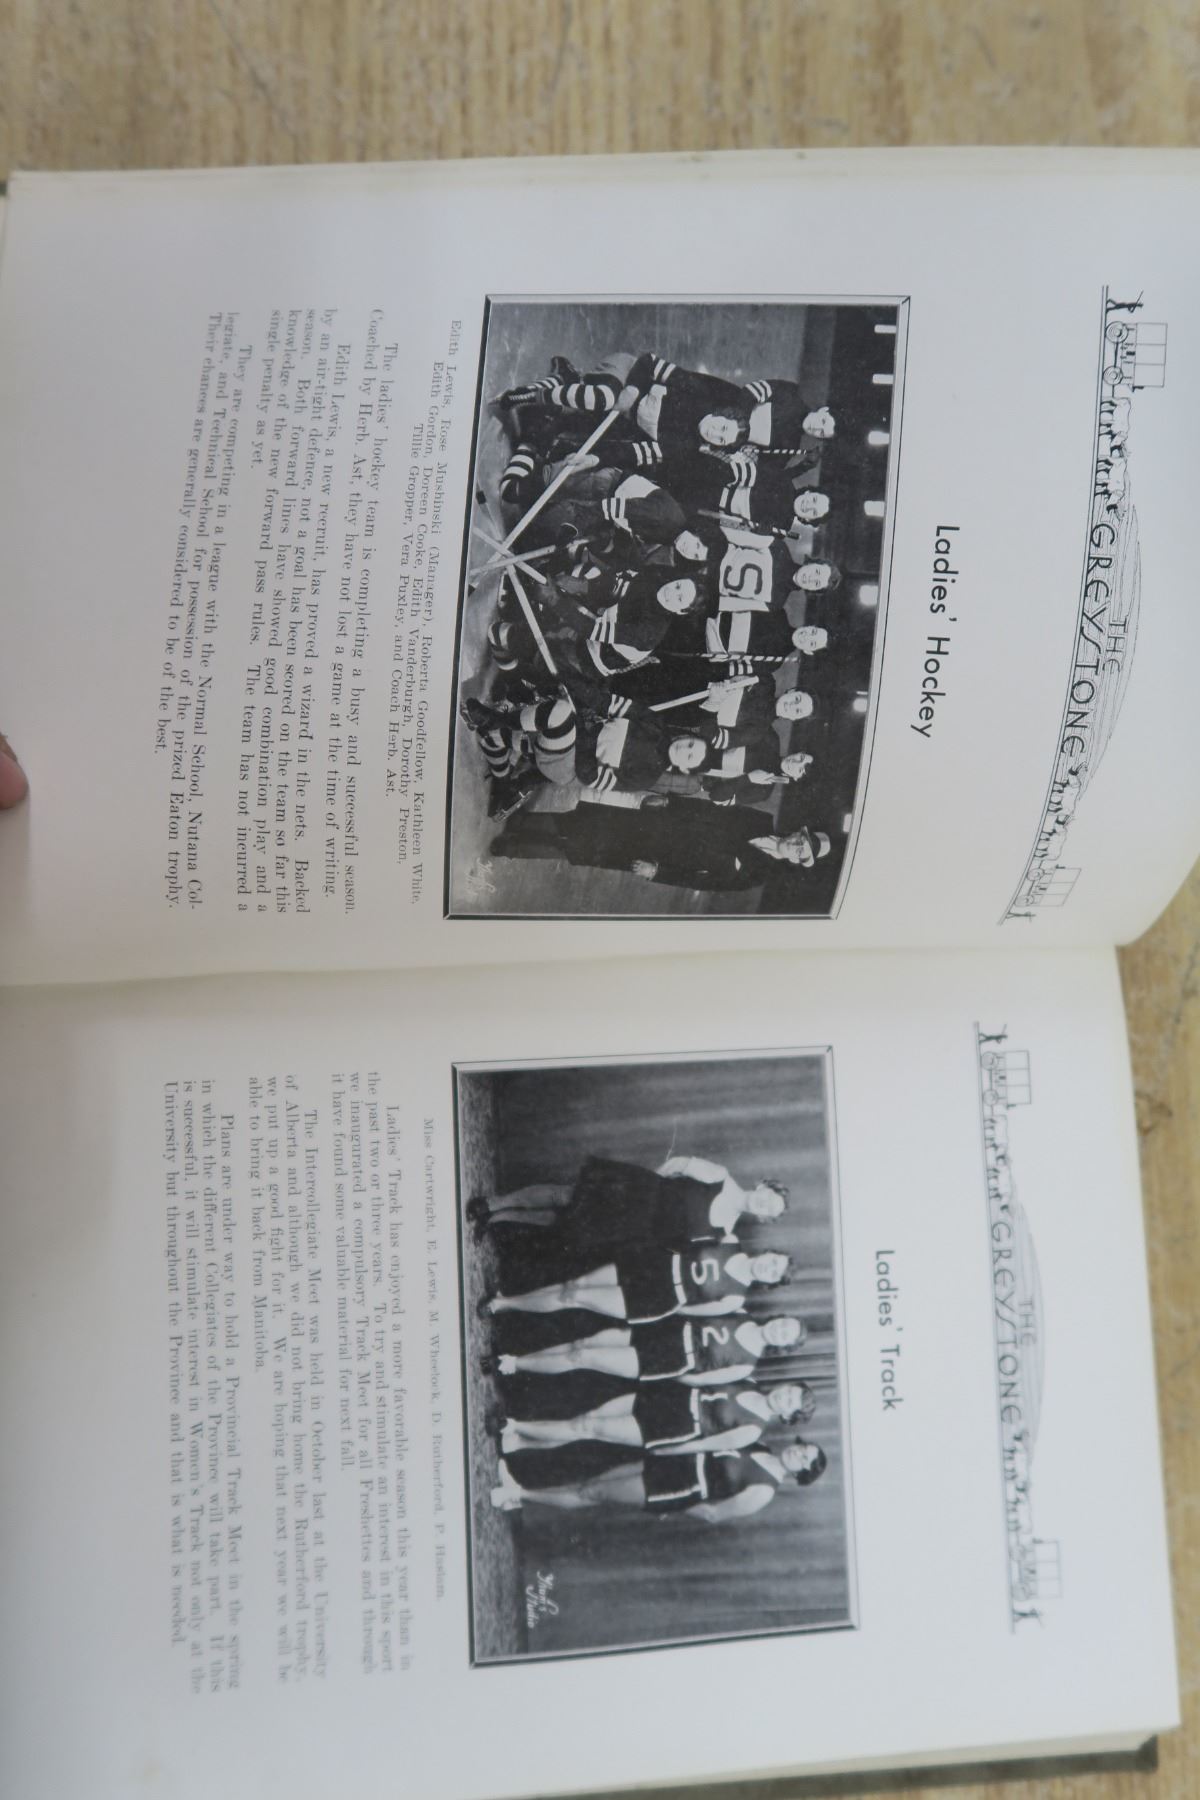 THE
GREYSTONE
Ladies' Hockey
S
Edith Lewis, Rose Mushinski (Manager), Roberta Goodfellow, Kathleen White,
Edith Gordon, Doreen Cooke, Edith Vanderburgh, Dorothy Preston,
Tillie Gropper, Vera Puxley, and Coach Herb. Ast.
The ladies' hockey team is completing a busy and successful season.
Coached by Herb. Ast, they have not lost a game at the time of writing.
Edith Lewis, a new recruit, has proved a wizard in the nets. Backed
by an air-tight defence, not a goal has been scored on the team so far this
season. Both forward lines have showed good combination play and a
knowledge of the new forward pass rules. The team has not incurred a
single penalty as yet.
They are competing in a league with the Normal School, Nutana Col-
legiate, and Technical School for possession of the prized Eaton trophy.
Their chances are generally considered to be of the best.
THE
GREYSTONE
Ladies' Track
5
2
1
Thams
Studio
Miss Cartwright, E. Lewis, M. Wheelock, D. Rutherford, P. Haslam.
Ladies' Track has enjoyed a more favorable season this year than in
the past two or three years. To try and stimulate an interest in this sport
we inaugurated a compulsory Track Meet for all Freshettes and through
it have found some valuable material for next fall.
The Intercollegiate Meet was held in October last at the University
of Alberta and although we did not bring home the Rutherford trophy,
we put up a good fight for it. We are hoping that next year we will be
able to bring it back from Manitoba.
Plans are under way to hold a Provincial Track Meet in the spring
in which the different Collegiates of the Province will take part. If this
is successful, it will stimulate interest in Women's Track not only at the
University but throughout the Province and that is what is needed.